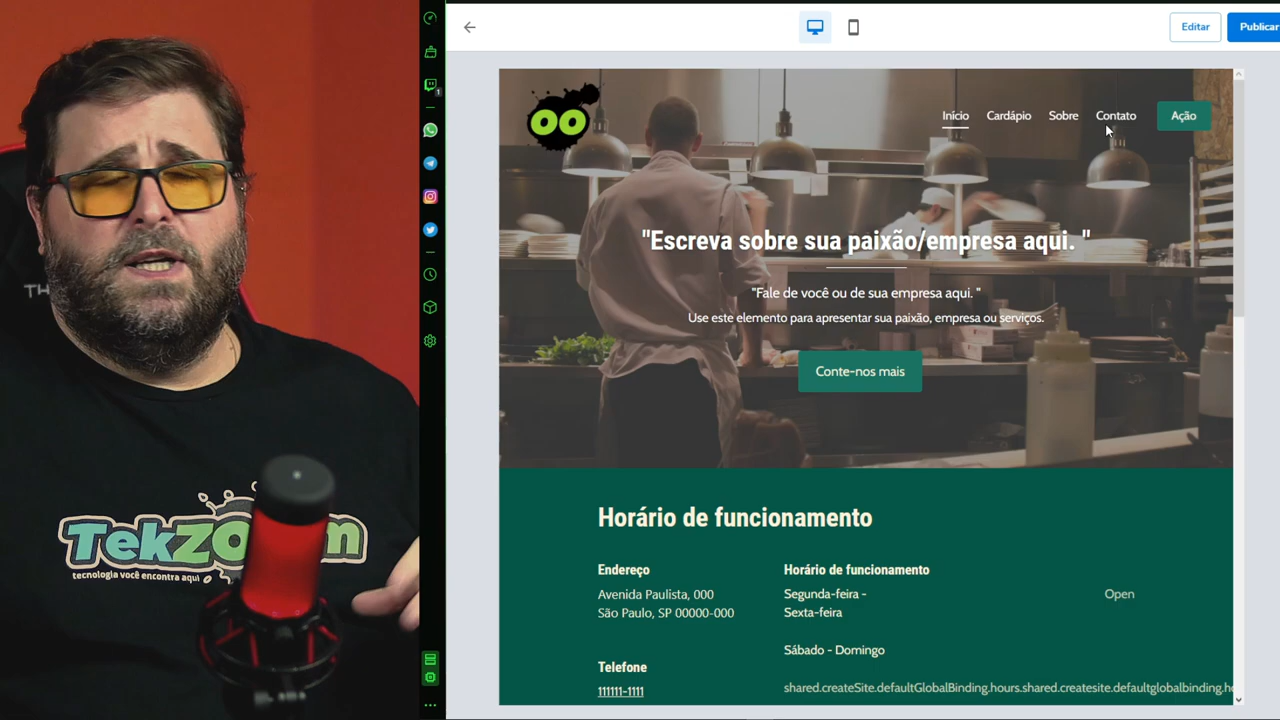 TH
TekZoom
tecnologia você encontra aqui
1
Editar
Publicar
Início
Cardápio
Sobre
Contato
Ação
"Escreva sobre sua paixão/empresa aqui. "
"Fale de você ou de sua empresa aqui. "
Use este elemento para apresentar sua paixão, empresa ou serviços.
Conte-nos mais
Horário de funcionamento
Endereço
Avenida Paulista, 000
São Paulo, SP 00000-000
Telefone
111111-1111
Horário de funcionamento
Segunda-feira -
Sexta-feira
Open
Sábado - Domingo
shared.createSite.defaultGlobalBinding.hours.shared.createsite.defaultglobalbinding.h